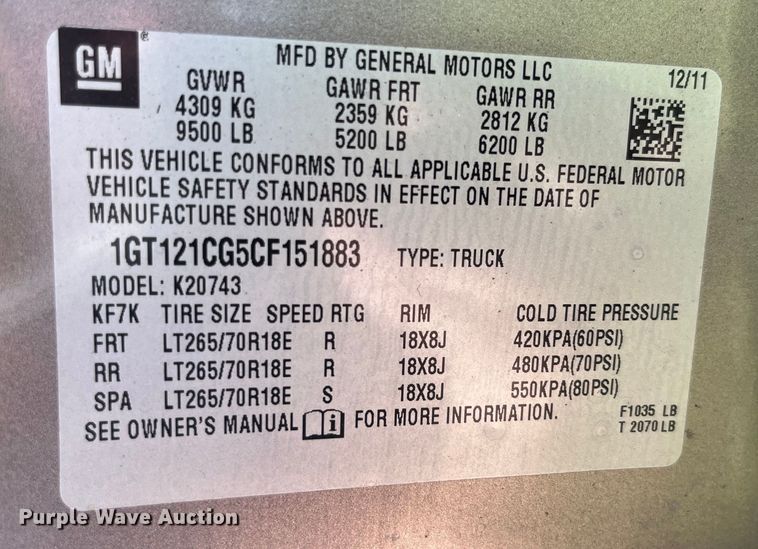 GM®
MFD BY GENERAL MOTORS LLC
12/11
GVWR GAWR FRT GAWR RR
4309 KG 2359 KG 2812 KG
9500 LB 5200 LB 6200 LB
THIS VEHICLE CONFORMS TO ALL APPLICABLE U.S. FEDERAL MOTOR
VEHICLE SAFETY STANDARDS IN EFFECT ON THE DATE OF
MANUFACTURE SHOWN ABOVE.
1GT121CG5CF151883 TYPE: TRUCK
MODEL: K20743
KF7K TIRE SIZE SPEED RTG RIM COLD TIRE PRESSURE
FRT LT265/70R18E R 18X8J 420KPA(60PSI)
RR LT265/70R18E R 18X8J 480KPA(70PSI)
SPA LT265/70R18E S 18X8J 550KPA(80PSI)
SEE OWNER'S MANUAL i FOR MORE INFORMATION.
F1035 LB
T 2070 LB
Purple Wave Auction